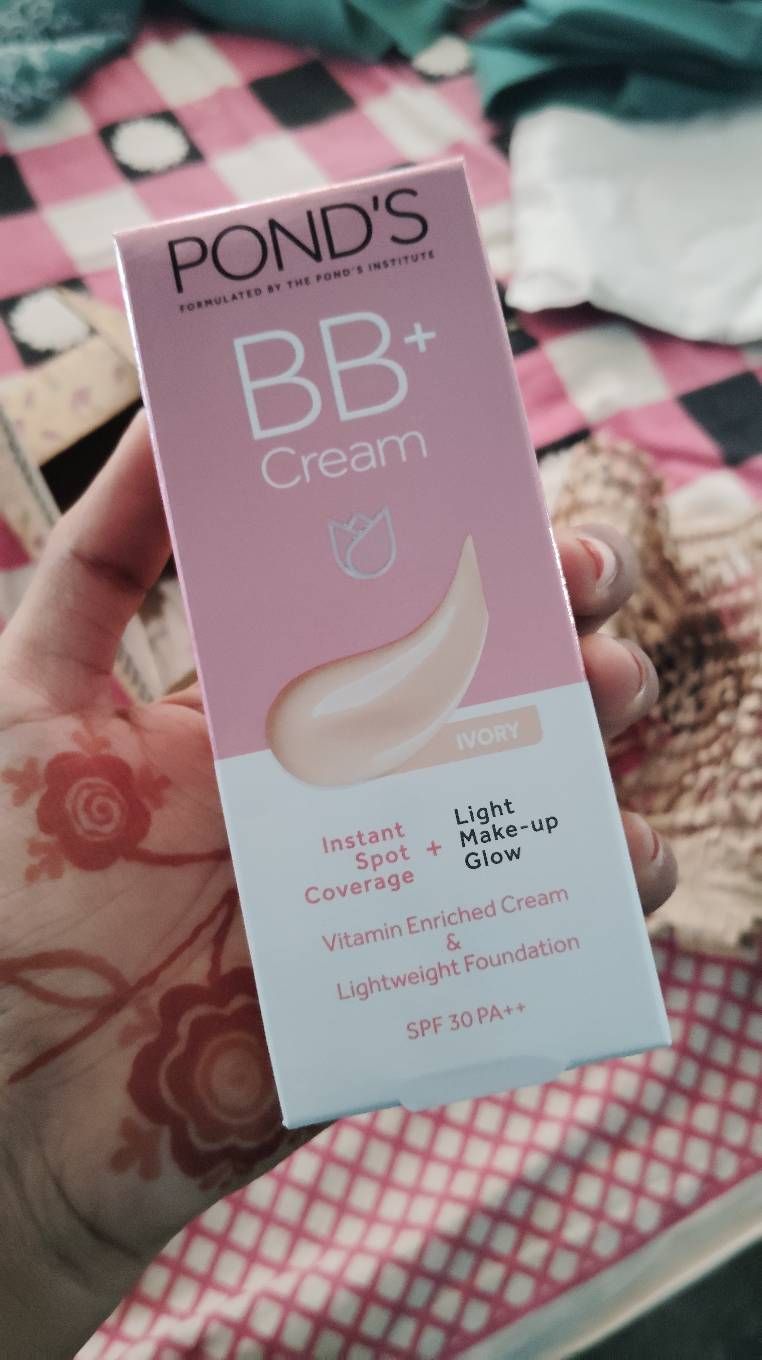 POND'S
FORMULATED BY THE POND'S INSTITUTE
BB+
Cream
IVORY
Instant
Spot
Coverage
+
Light
Make-up
Glow
Vitamin Enriched Cream
&
Lightweight Foundation
SPF 30 PA++